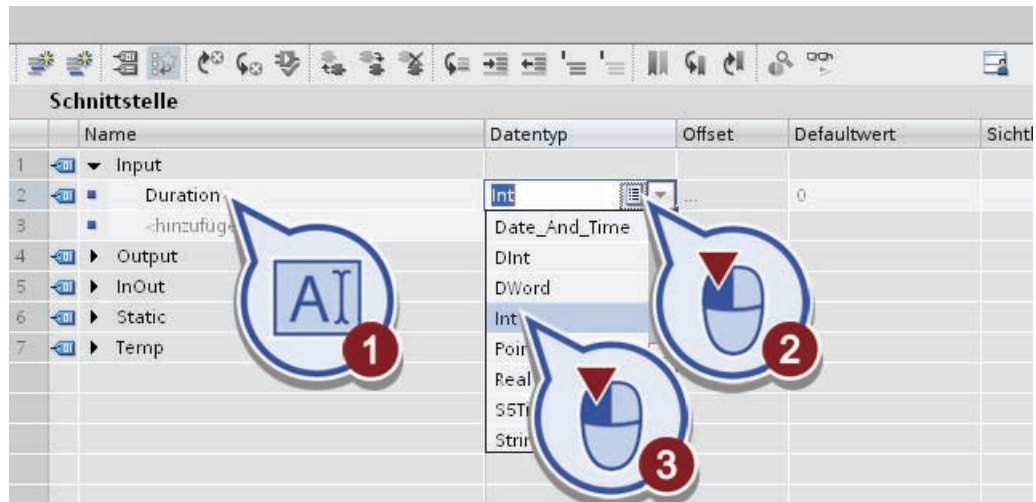 Schnittstelle
Name Datentyp Offset Defaultwert
1 Input
2 Duration Int ... 0
Date_And_Time
3
DInt
4 Output
DWord
5 InOut
6 Static Int
7 Temp
Real
A
1
2
3